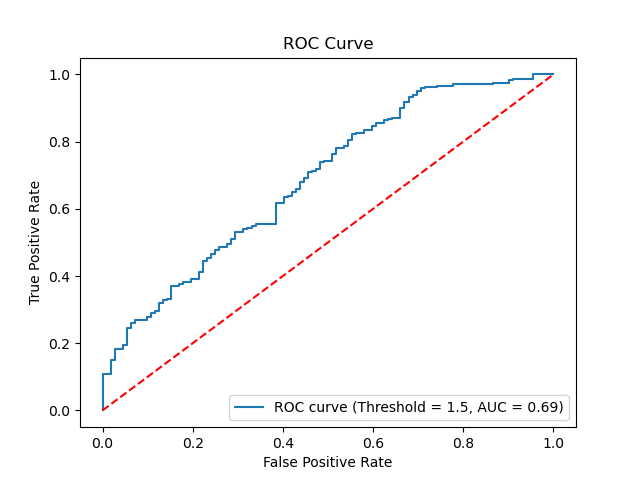 ROC Curve
True Positive Rate
1.0
0.8
0.6
0.4
0.2
0.0
ROC curve (Threshold = 1.5, AUC = 0.69)
0.0 0.2 0.4 0.6 0.8 1.0
False Positive Rate